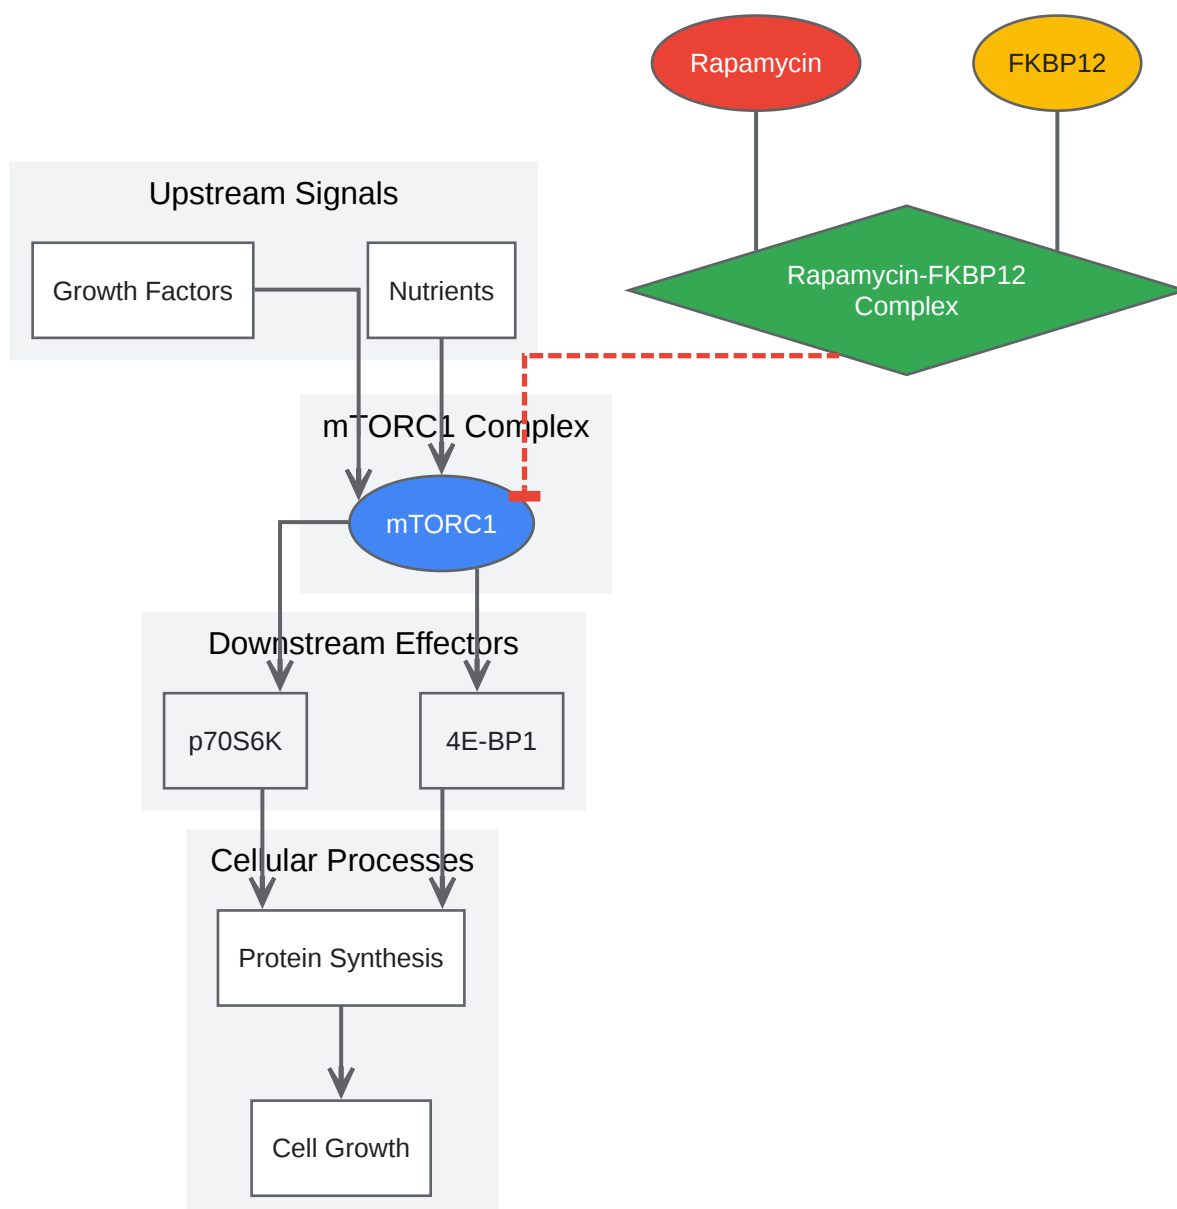 Rapamycin
FKBP12
Upstream Signals
Growth Factors
Nutrients
Rapamycin-FKBP12
Complex
mTORC1 Complex
mTORC1
Downstream Effectors
p70S6K
4E-BP1
Cellular Processes
Protein Synthesis
Cell Growth